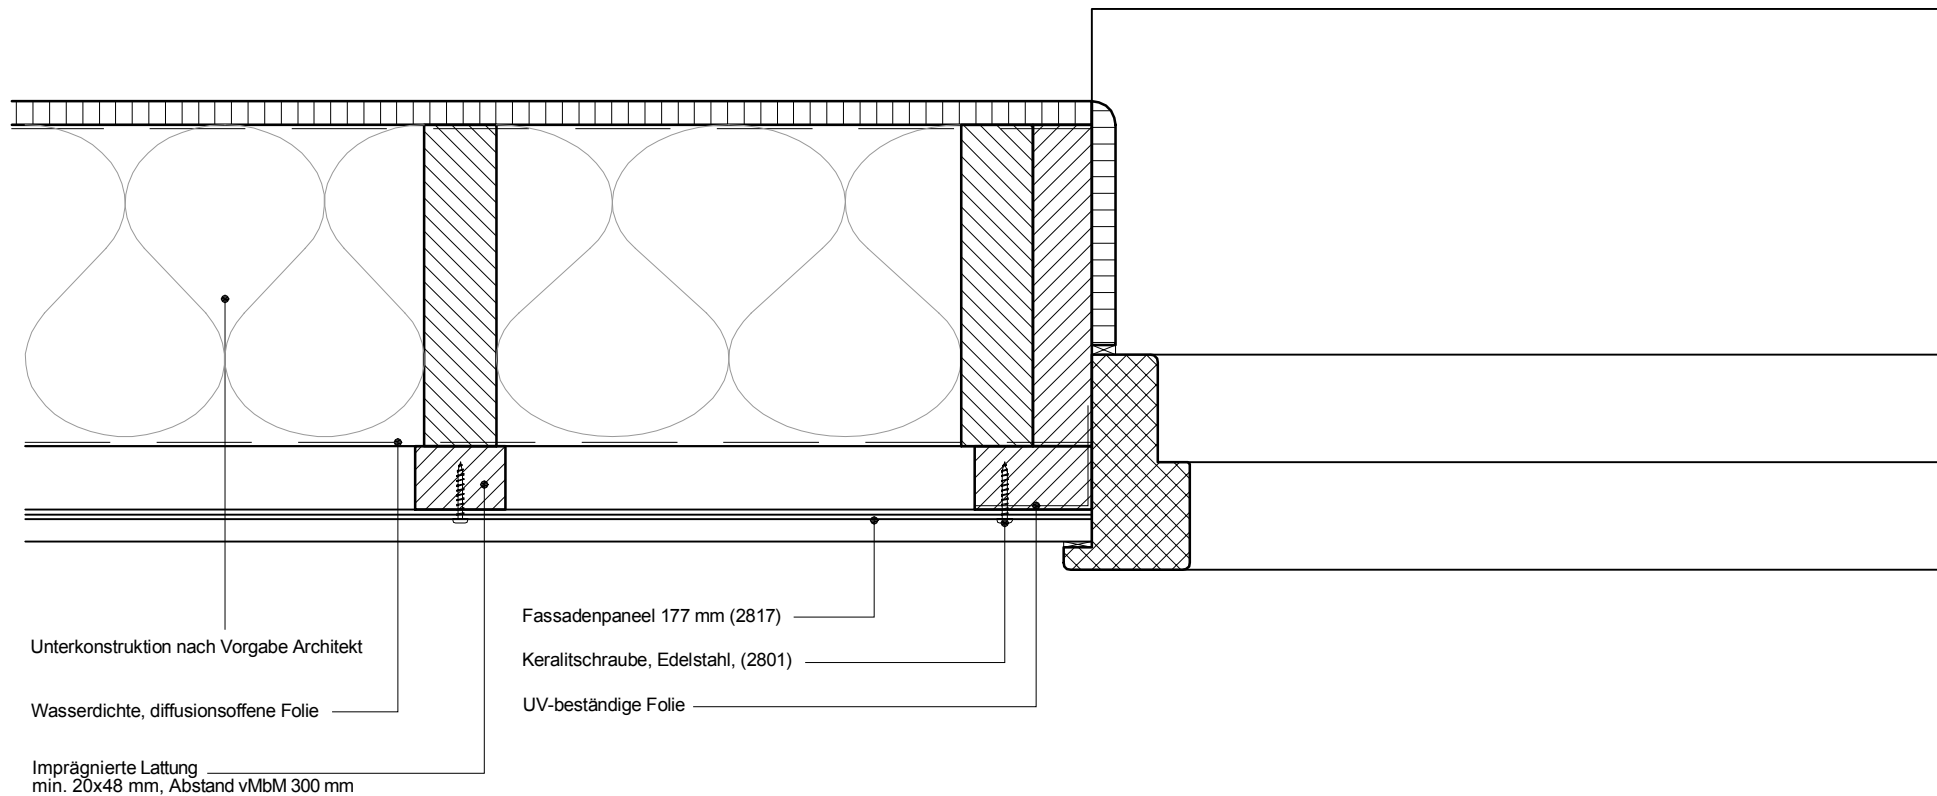 Unterkonstruktion nach Vorgabe Architekt
Wasserdichte, diffusionsoffene Folie
Imprägnierte Lattung
min. 20x48 mm, Abstand vMbM 300 mm
Fassadenpaneel 177 mm (2817)
Keralitschraube, Edelstahl, (2801)
UV-beständige Folie